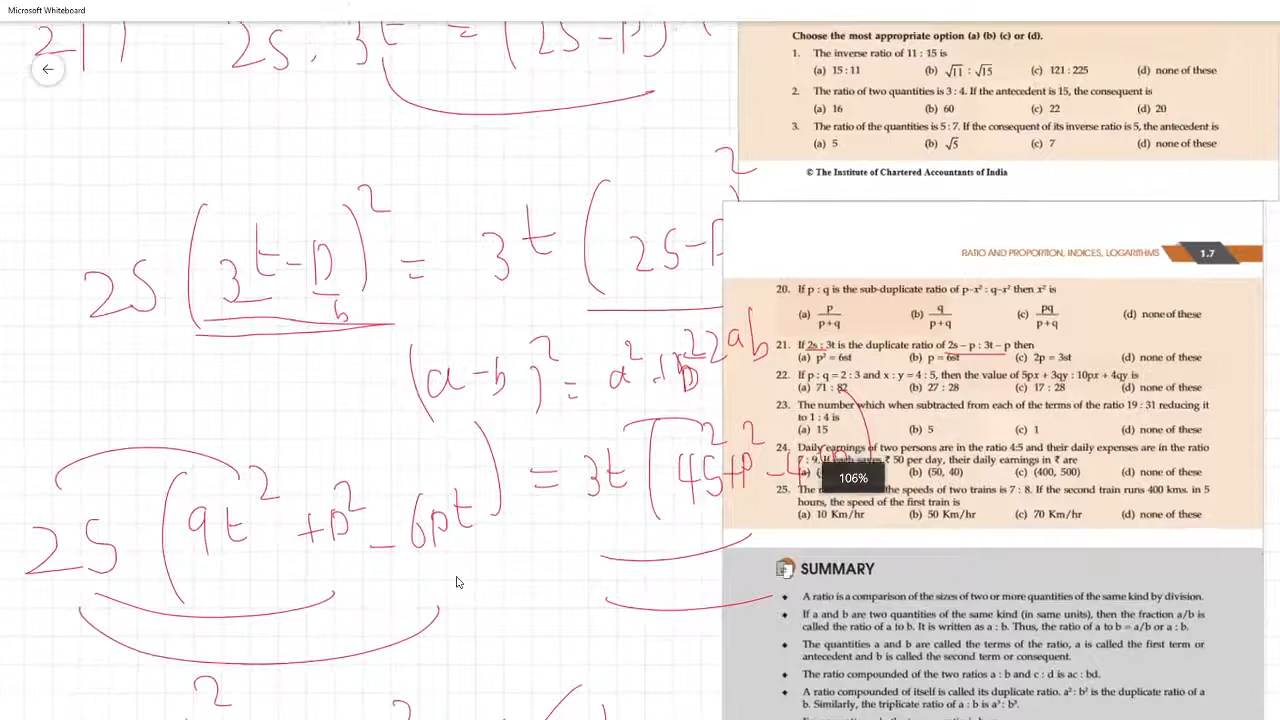 Microsoft Whiteboard
2s . 3t = (2s-p)
2s (3t-p)² = 3t (2s-p
b
(a-b)² = a² + b² - 2ab
2s (9t² + p² - 6pt) = 3t (4s² + p² - 4
Choose the most appropriate option (a) (b) (c) or (d).
1. The inverse ratio of 11 : 15 is
(a) 15 : 11 (b) √11 : √15 (c) 121 : 225 (d) none of these
2. The ratio of two quantities is 3 : 4. If the antecedent is 15, the consequent is
(a) 16 (b) 60 (c) 22 (d) 20
3. The ratio of the quantities is 5 : 7. If the consequent of its inverse ratio is 5, the antecedent is
(a) 5 (b) √5 (c) 7 (d) none of these
© The Institute of Chartered Accountants of India
RATIO AND PROPORTION, INDICES, LOGARITHMS 1.7
20. If p : q is the sub-duplicate ratio of p–x² : q–x² then x² is
(a) p/p+q (b) q/p+q (c) pq/p+q (d) none of these
21. If 2s : 3t is the duplicate ratio of 2s – p : 3t – p then
(a) p² = 6st (b) p = 6st (c) 2p = 3st (d) none of these
22. If p : q = 2 : 3 and x : y = 4 : 5, then the value of 5px + 3qy : 10px + 4qy is
(a) 71 : 82 (b) 27 : 28 (c) 17 : 28 (d) none of these
23. The number which when subtracted from each of the terms of the ratio 19 : 31 reducing it
to 1 : 4 is
(a) 15 (b) 5 (c) 1 (d) none of these
24. Daily earnings of two persons are in the ratio 4:5 and their daily expenses are in the ratio
7 : 9. If each saves ₹ 50 per day, their daily earnings in ₹ are
(b) (50, 40) (c) (400, 500) (d) none of these
106%
25. The the speeds of two trains is 7 : 8. If the second train runs 400 kms. in 5
hours, the speed of the first train is
(a) 10 Km/hr (b) 50 Km/hr (c) 70 Km/hr (d) none of these
SUMMARY
♦ A ratio is a comparison of the sizes of two or more quantities of the same kind by division.
♦ If a and b are two quantities of the same kind (in same units), then the fraction a/b is
called the ratio of a to b. It is written as a : b. Thus, the ratio of a to b = a/b or a : b.
♦ The quantities a and b are called the terms of the ratio, a is called the first term or
antecedent and b is called the second term or consequent.
♦ The ratio compounded of the two ratios a : b and c : d is ac : bd.
♦ A ratio compounded of itself is called its duplicate ratio. a² : b² is the duplicate ratio of a :
b. Similarly, the triplicate ratio of a : b is a³ : b³.